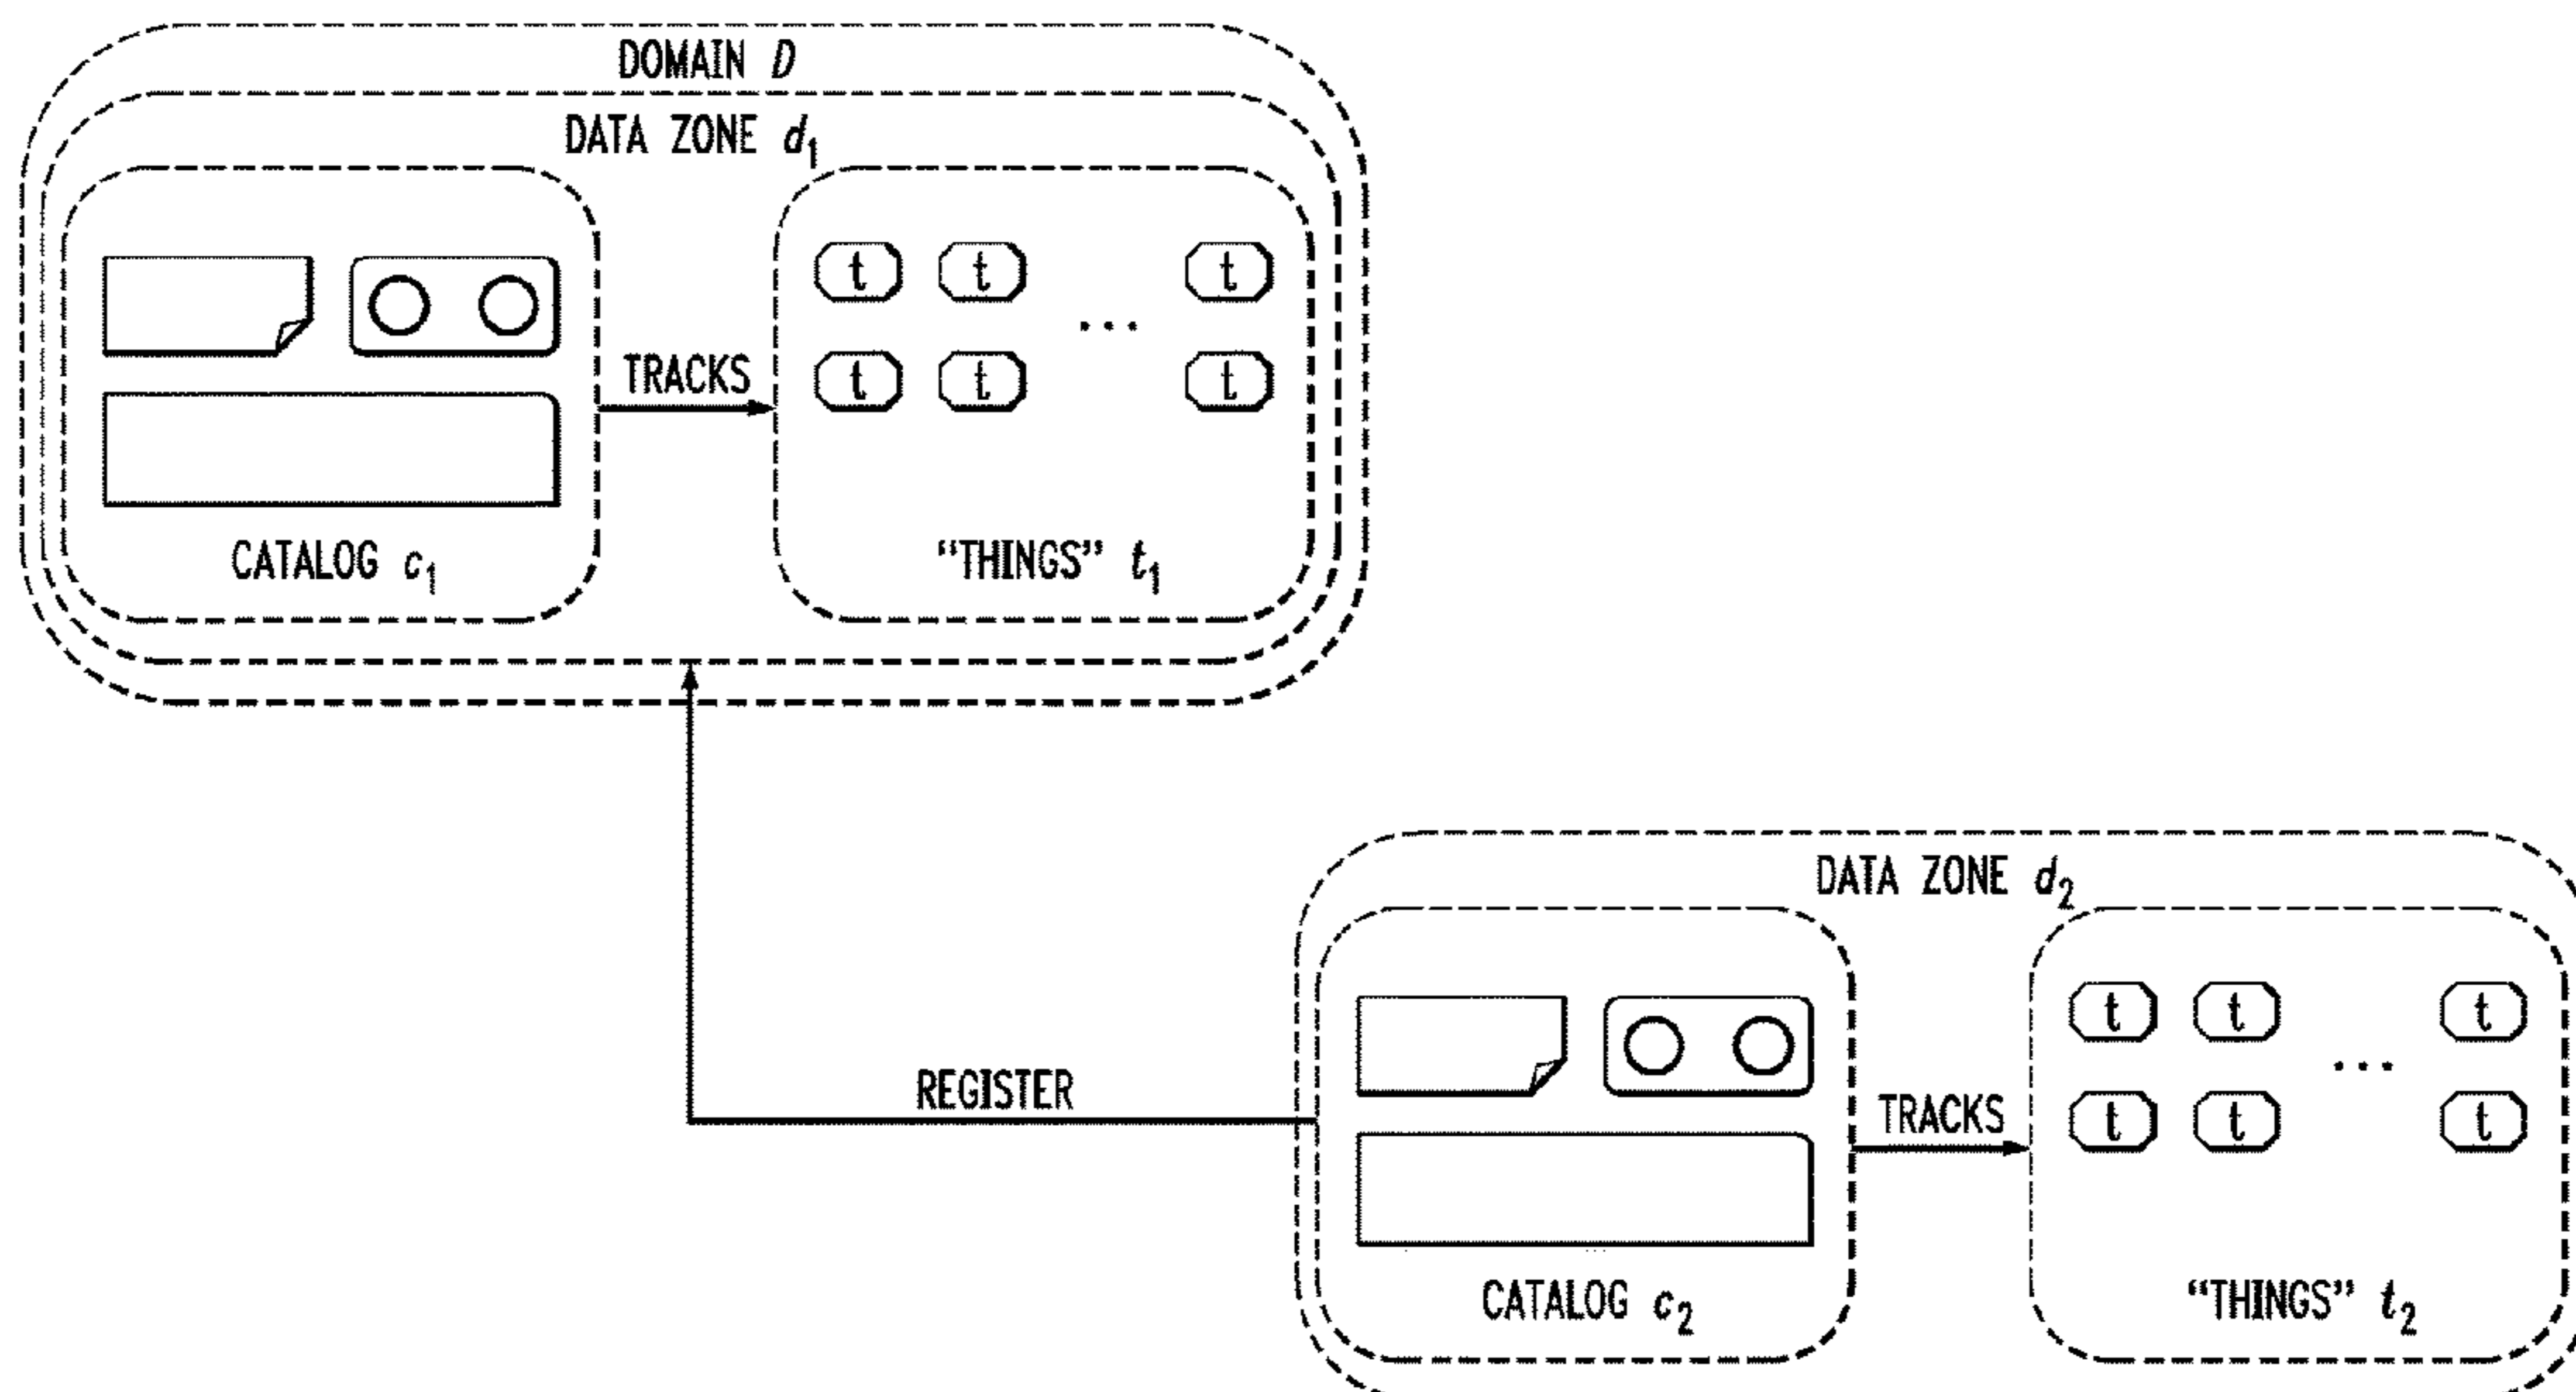 DOMAIN D
DATA ZONE d₁
t t t
...
TRACKS
t t t
CATALOG c₁
“THINGS” t₁
DATA ZONE d₂
t t t
...
REGISTER
TRACKS
t t t
CATALOG c₂
“THINGS” t₂